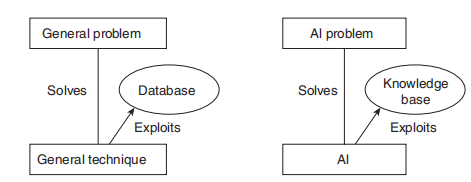 General problem
Solves
Database
Exploits
General technique
AI problem
Solves
Knowledge
base
Exploits
AI